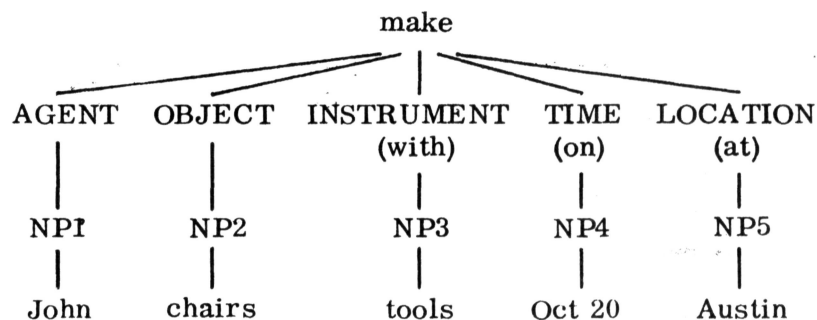 make
AGENT OBJECT INSTRUMENT TIME LOCATION
(with) (on) (at)
NP1 NP2 NP3 NP4 NP5
John chairs tools Oct 20 Austin